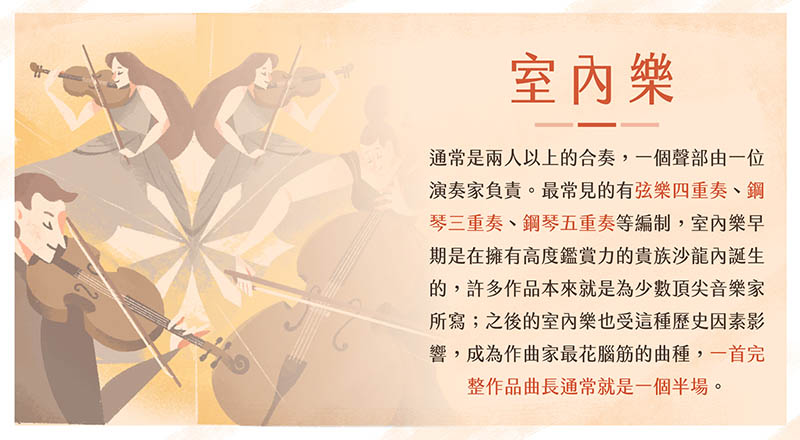 室內樂
通常是兩人以上的合奏，一個聲部由一位
演奏家負責。最常見的有弦樂四重奏、鋼
琴三重奏、鋼琴五重奏等編制，室內樂早
期是在擁有高度鑑賞力的貴族沙龍內誕生
的，許多作品本來就是為少數頂尖音樂家
所寫；之後的室內樂也受這種歷史因素影
響，成為作曲家最花腦筋的曲種，一首完
整作品曲長通常就是一個半場。